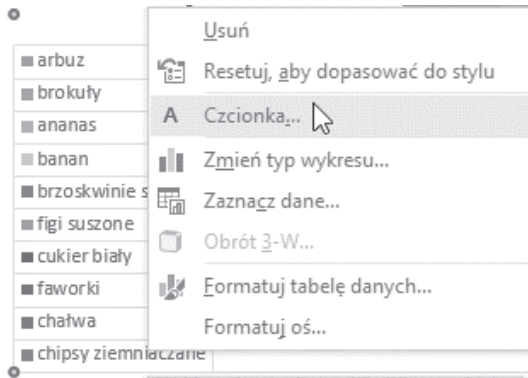 arbuz
brokuły
ananas
banan
brzoskwinie s
figi suszone
cukier biały
faworki
chałwa
chipsy ziemniaczane
Usuń
Resetuj, aby dopasować do stylu
A Czcionka...
Zmień typ wykresu...
Zaznacz dane...
Obrót 3-W...
Formatuj tabelę danych...
Formatuj oś...